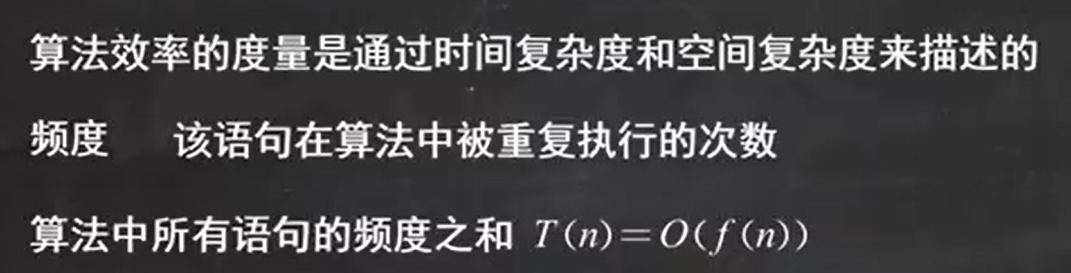 算法效率的度量是通过时间复杂度和空间复杂度来描述的
频度 该语句在算法中被重复执行的次数
算法中所有语句的频度之和 T(n)=O(f(n))